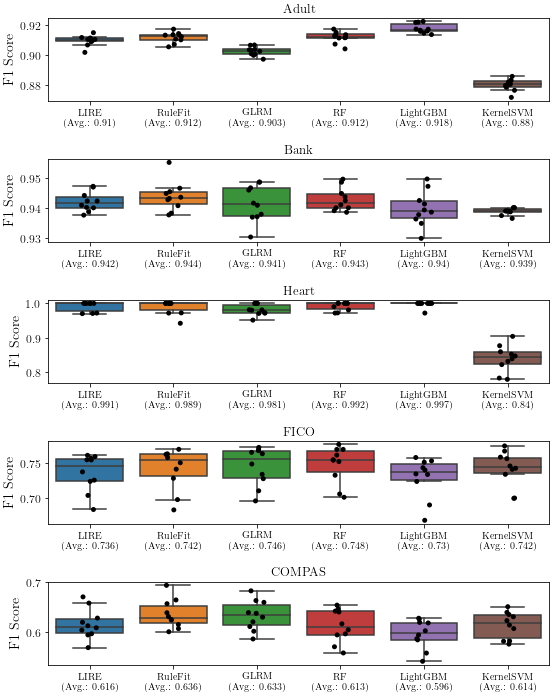 Adult
F1 Score
0.92
0.90
0.88
LIRE RuleFit GLRM RF LightGBM KernelSVM
(Avg.: 0.91) (Avg.: 0.912) (Avg.: 0.903) (Avg.: 0.912) (Avg.: 0.918) (Avg.: 0.88)
Bank
F1 Score
0.95
0.94
0.93
LIRE RuleFit GLRM RF LightGBM KernelSVM
(Avg.: 0.942) (Avg.: 0.944) (Avg.: 0.941) (Avg.: 0.943) (Avg.: 0.94) (Avg.: 0.939)
Heart
F1 Score
1.0
0.9
0.8
LIRE RuleFit GLRM RF LightGBM KernelSVM
(Avg.: 0.991) (Avg.: 0.989) (Avg.: 0.981) (Avg.: 0.992) (Avg.: 0.997) (Avg.: 0.84)
FICO
F1 Score
0.75
0.70
LIRE RuleFit GLRM RF LightGBM KernelSVM
(Avg.: 0.736) (Avg.: 0.742) (Avg.: 0.746) (Avg.: 0.748) (Avg.: 0.73) (Avg.: 0.742)
COMPAS
F1 Score
0.7
0.6
LIRE RuleFit GLRM RF LightGBM KernelSVM
(Avg.: 0.616) (Avg.: 0.636) (Avg.: 0.633) (Avg.: 0.613) (Avg.: 0.596) (Avg.: 0.614)